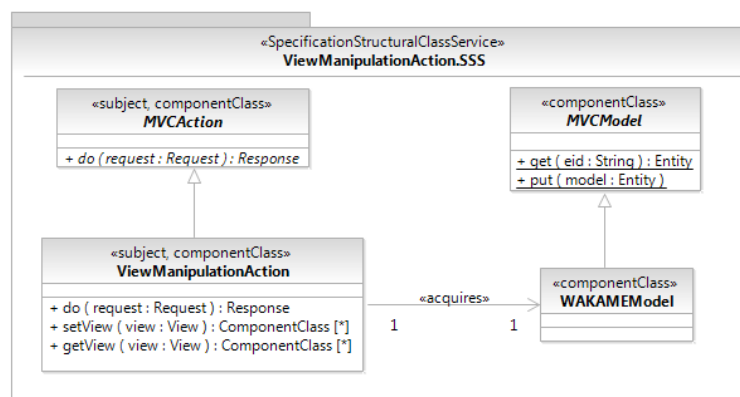 «SpecificationStructuralClassService»
ViewManipulationAction.SSS
«subject, componentClass»
MVCAction
+ do ( request : Request ) : Response
«componentClass»
MVCModel
+ get ( eid : String ) : Entity
+ put ( model : Entity )
«subject, componentClass»
ViewManipulationAction
+ do ( request : Request ) : Response
+ setView ( view : View ) : ComponentClass [*]
+ getView ( view : View ) : ComponentClass [*]
«acquires»
1
1
«componentClass»
WAKAMEModel